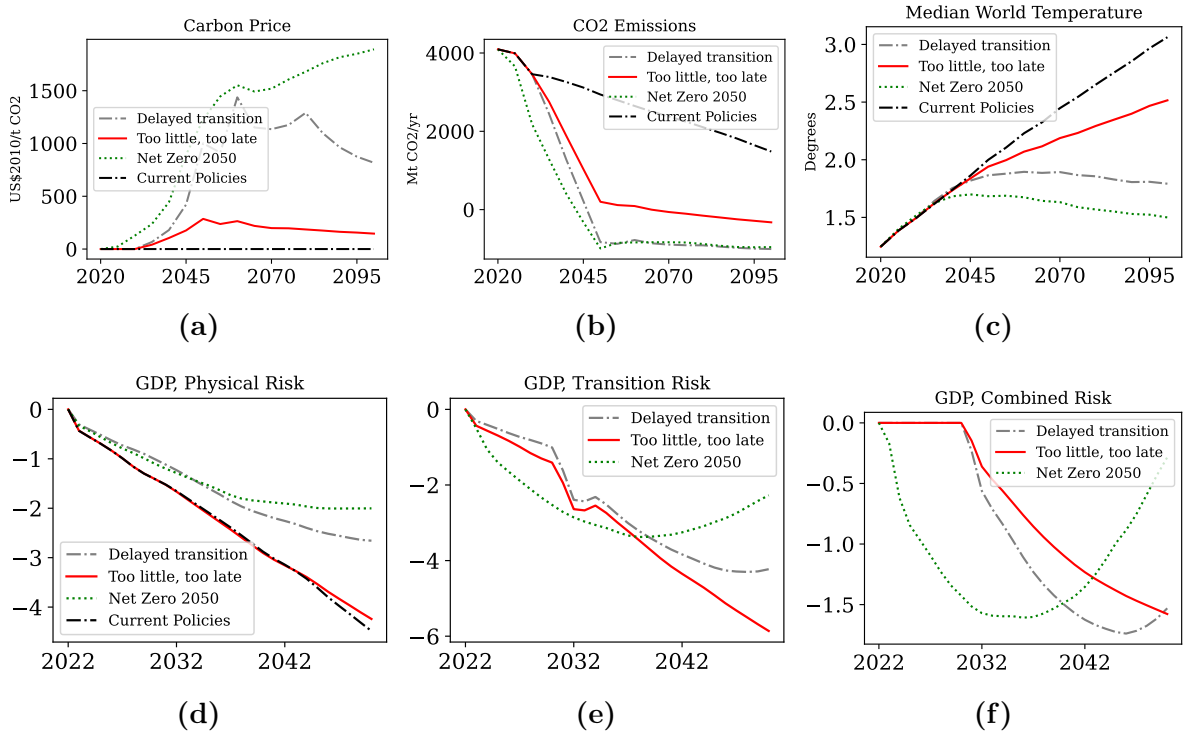 Carbon Price
US$2010/t CO2
1500
1000
500
0
Delayed transition
Too little, too late
Net Zero 2050
Current Policies
2020 2045 2070 2095
(a)
CO2 Emissions
Mt CO2/yr
4000
2000
0
Delayed transition
Too little, too late
Net Zero 2050
Current Policies
2020 2045 2070 2095
(b)
Median World Temperature
Degrees
3.0
2.5
2.0
1.5
Delayed transition
Too little, too late
Net Zero 2050
Current Policies
2020 2045 2070 2095
(c)
GDP, Physical Risk
0
−1
−2
−3
−4
Delayed transition
Too little, too late
Net Zero 2050
Current Policies
2022 2032 2042
(d)
GDP, Transition Risk
0
−2
−4
−6
Delayed transition
Too little, too late
Net Zero 2050
2022 2032 2042
(e)
GDP, Combined Risk
0.0
−0.5
−1.0
−1.5
Delayed transition
Too little, too late
Net Zero 2050
2022 2032 2042
(f)